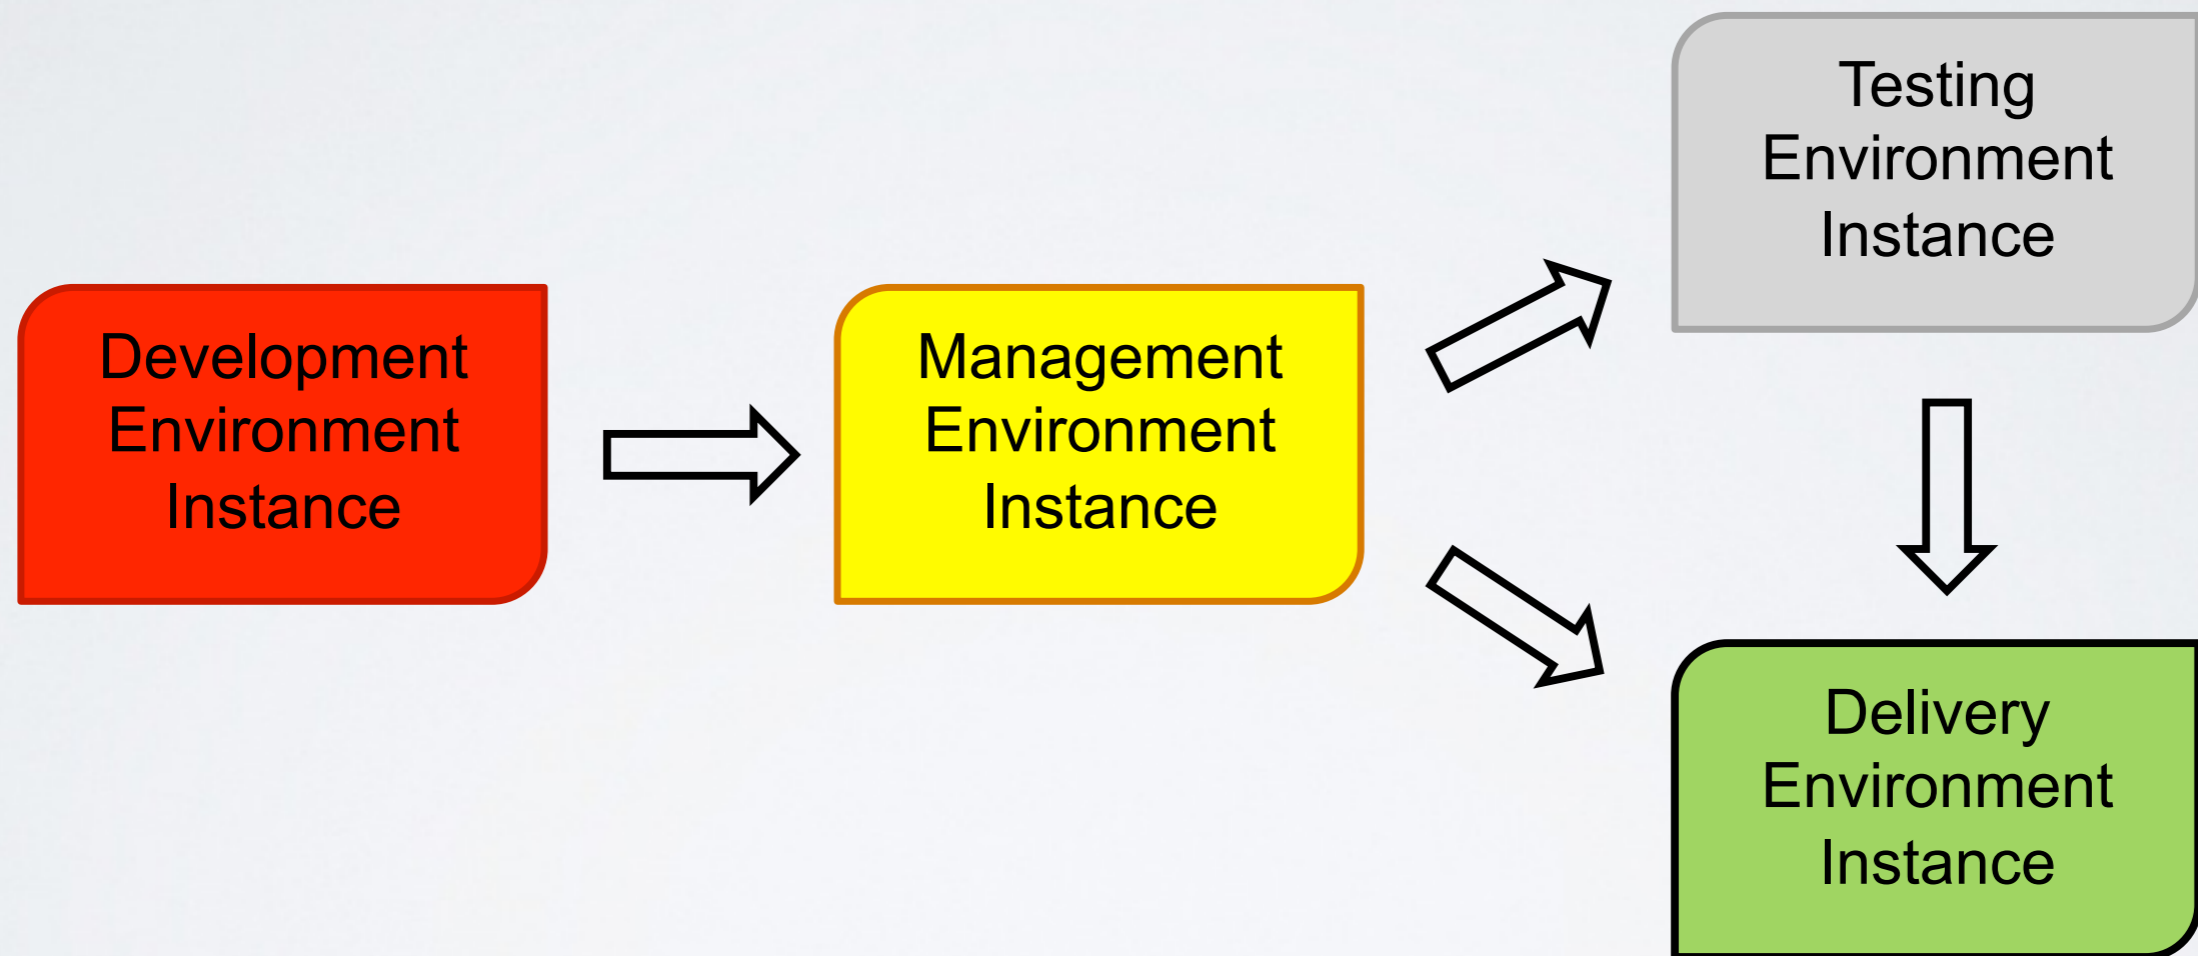 Development
Environment
Instance
Management
Environment
Instance
Testing
Environment
Instance
Delivery
Environment
Instance